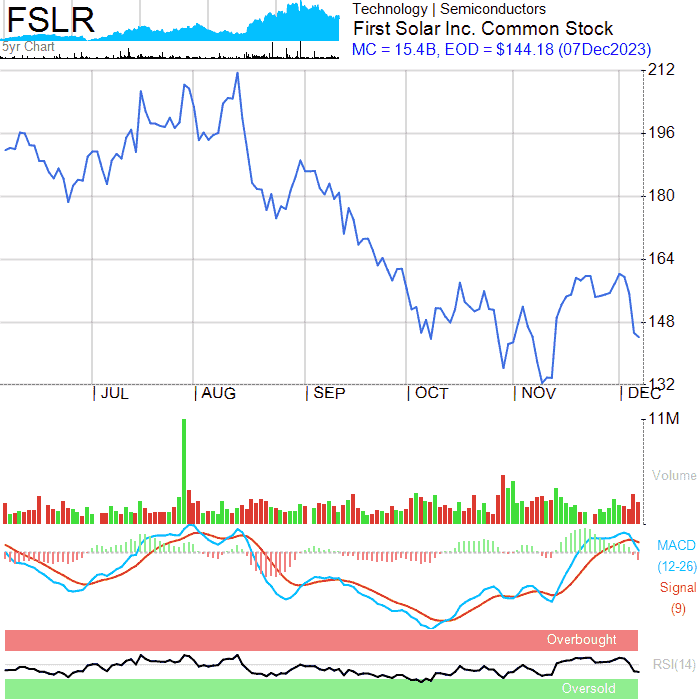 FSLR
5yr Chart
Technology | Semiconductors
First Solar Inc. Common Stock
MC = 15.4B, EOD = $144.18 (07Dec2023)
212
196
180
164
148
132
JUL AUG SEP OCT NOV DEC
11M
Volume
MACD
(12-26)
Signal
(9)
Overbought
RSI(14)
Oversold